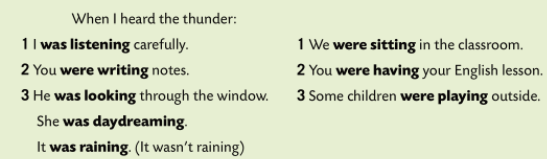 When I heard the thunder:
1 I was listening carefully.
2 You were writing notes.
3 He was looking through the window.
She was daydreaming.
It was raining. (It wasn't raining)
1 We were sitting in the classroom.
2 You were having your English lesson.
3 Some children were playing outside.